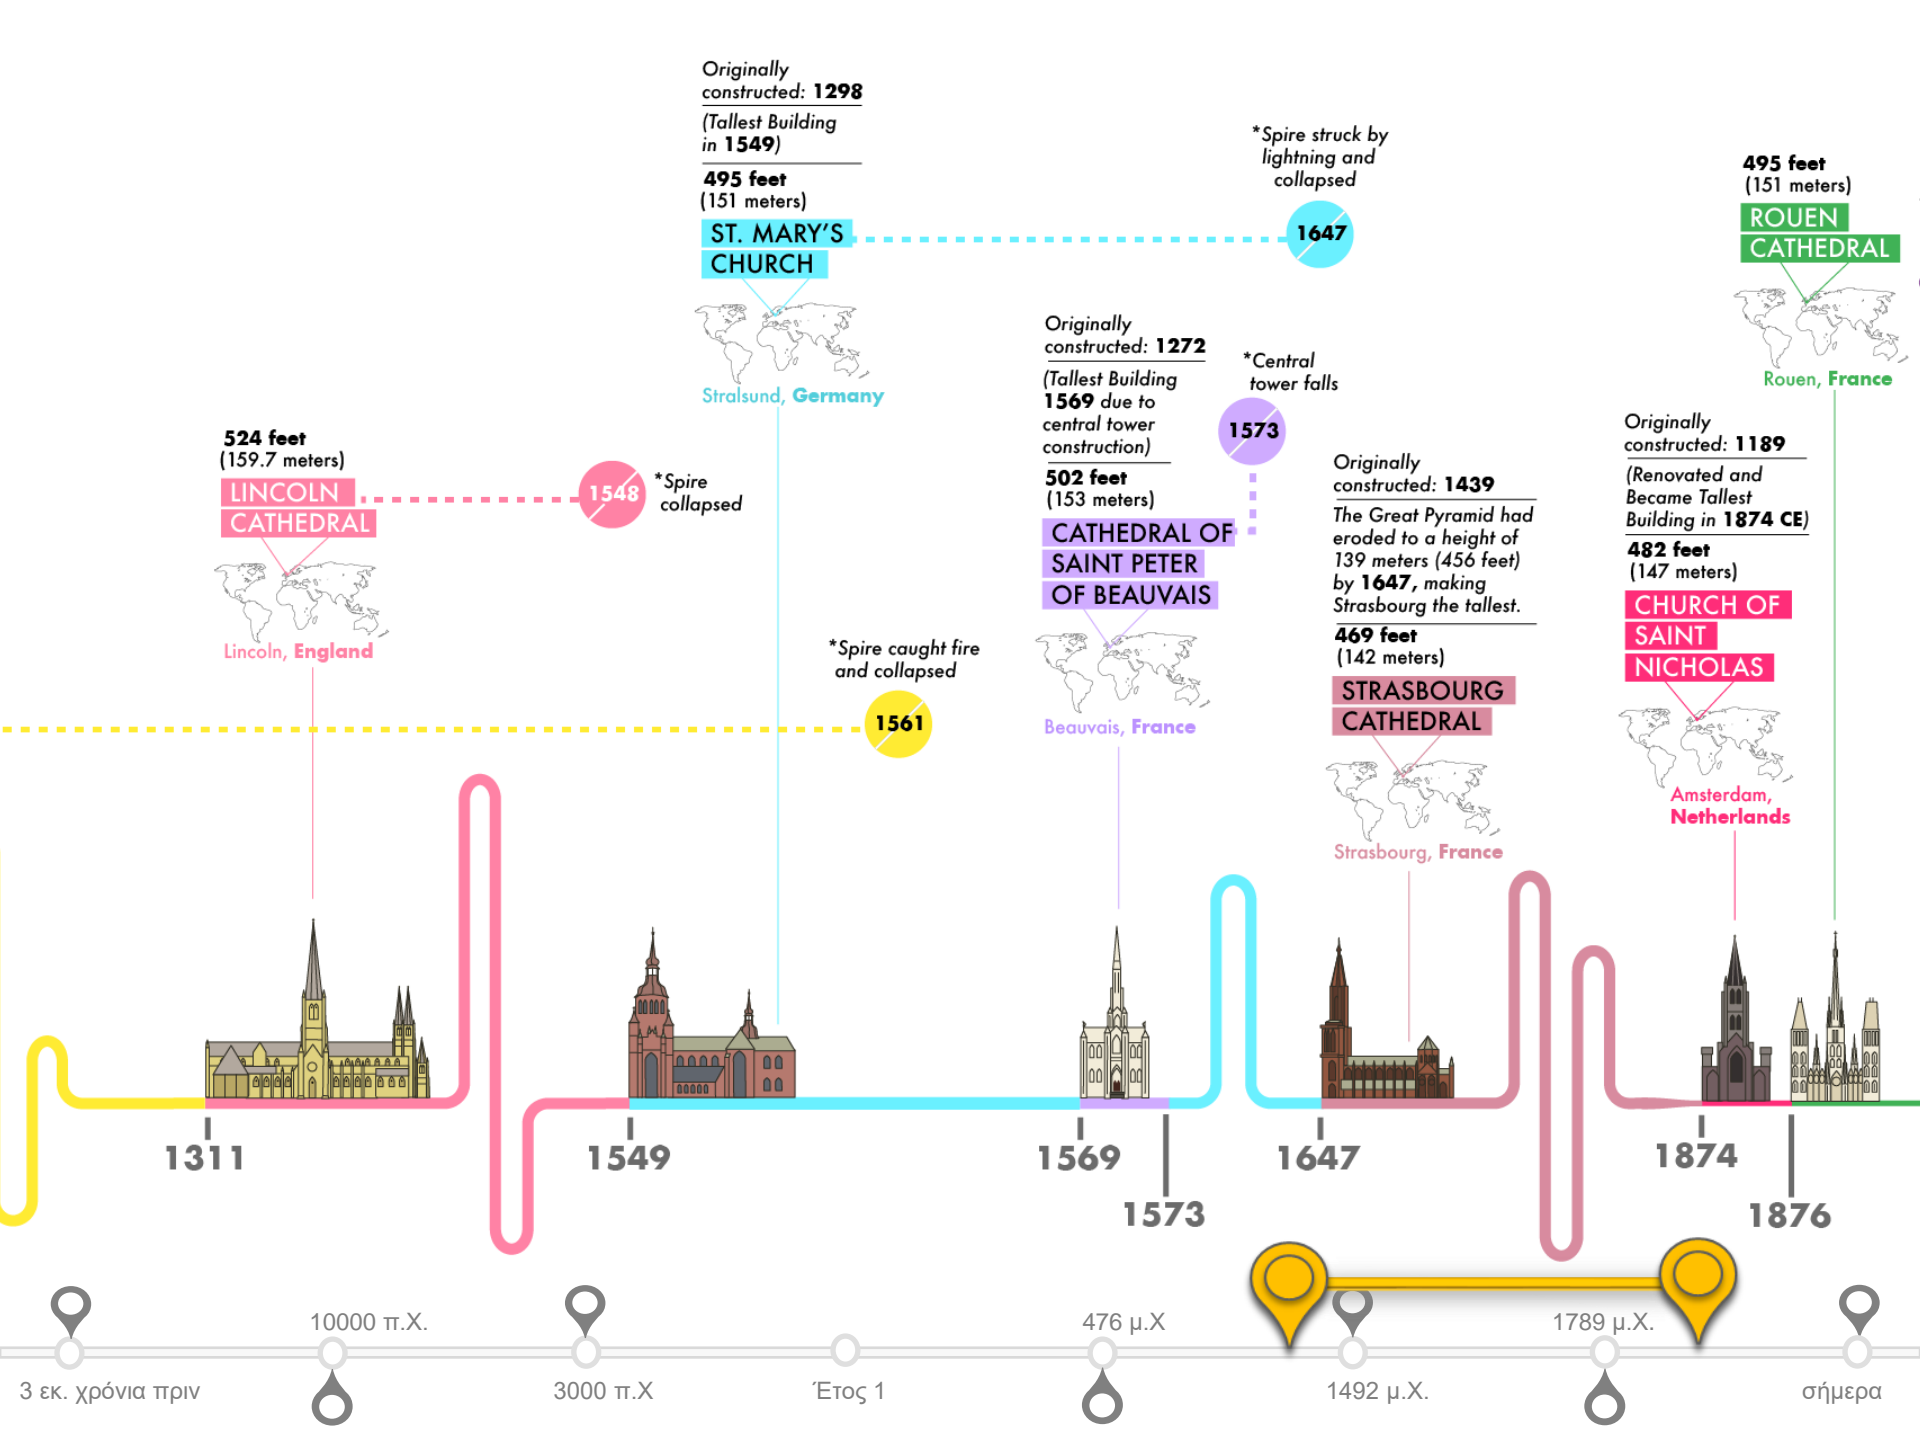 Originally
constructed: 1298
(Tallest Building
in 1549)
495 feet
(151 meters)
ST. MARY'S
CHURCH
Stralsund, Germany
*Spire struck by
lightning and
collapsed
1647
495 feet
(151 meters)
ROUEN
CATHEDRAL
Rouen, France
524 feet
(159.7 meters)
LINCOLN
CATHEDRAL
Lincoln, England
1548
*Spire
collapsed
*Spire caught fire
and collapsed
1561
Originally
constructed: 1272
(Tallest Building
1569 due to
central tower
construction)
502 feet
(153 meters)
CATHEDRAL OF
SAINT PETER
OF BEAUVAIS
Beauvais, France
*Central
tower falls
1573
Originally
constructed: 1439
The Great Pyramid had
eroded to a height of
139 meters (456 feet)
by 1647, making
Strasbourg the tallest.
469 feet
(142 meters)
STRASBOURG
CATHEDRAL
Strasbourg, France
Originally
constructed: 1189
(Renovated and
Became Tallest
Building in 1874 CE)
482 feet
(147 meters)
CHURCH OF
SAINT
NICHOLAS
Amsterdam,
Netherlands
1311
1549
1569
1573
1647
1874
1876
10000 π.Χ.
476 μ.Χ
1789 μ.Χ.
3 εκ. χρόνια πριν
3000 π.Χ
Έτος 1
1492 μ.Χ.
σήμερα